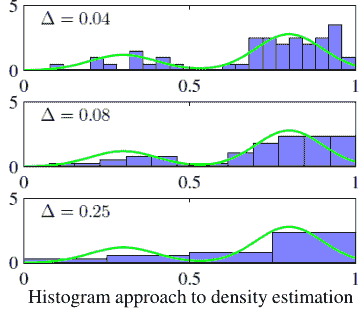 5
Δ = 0.04
0
0 0.5 1
5
Δ = 0.08
0
0 0.5 1
5
Δ = 0.25
0
0 0.5 1
Histogram approach to density estimation